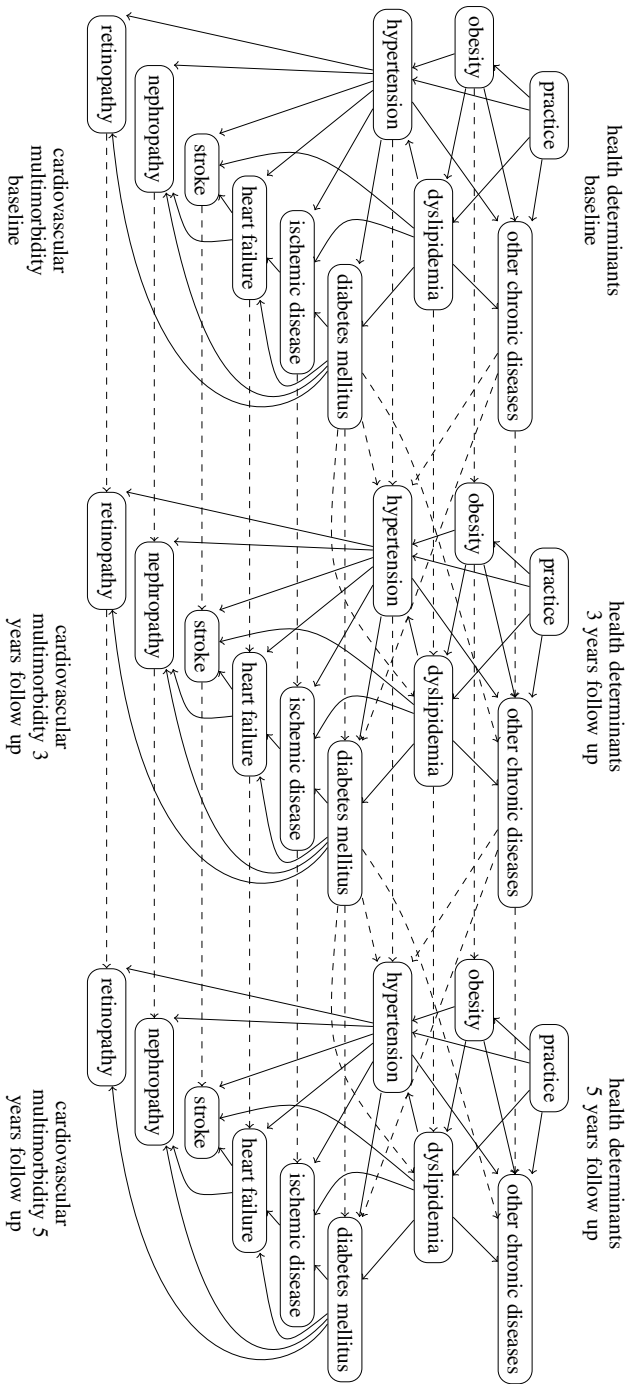 health determinants
baseline
practice
obesity
other chronic diseases
hypertension
dyslipidemia
diabetes mellitus
ischemic disease
heart failure
stroke
nephropathy
retinopathy
cardiovascular
multimorbidity
baseline
health determinants
3 years follow up
practice
obesity
other chronic diseases
hypertension
dyslipidemia
diabetes mellitus
ischemic disease
heart failure
stroke
nephropathy
retinopathy
cardiovascular
multimorbidity 3
years follow up
health determinants
5 years follow up
practice
obesity
other chronic diseases
hypertension
dyslipidemia
diabetes mellitus
ischemic disease
heart failure
stroke
nephropathy
retinopathy
cardiovascular
multimorbidity 5
years follow up